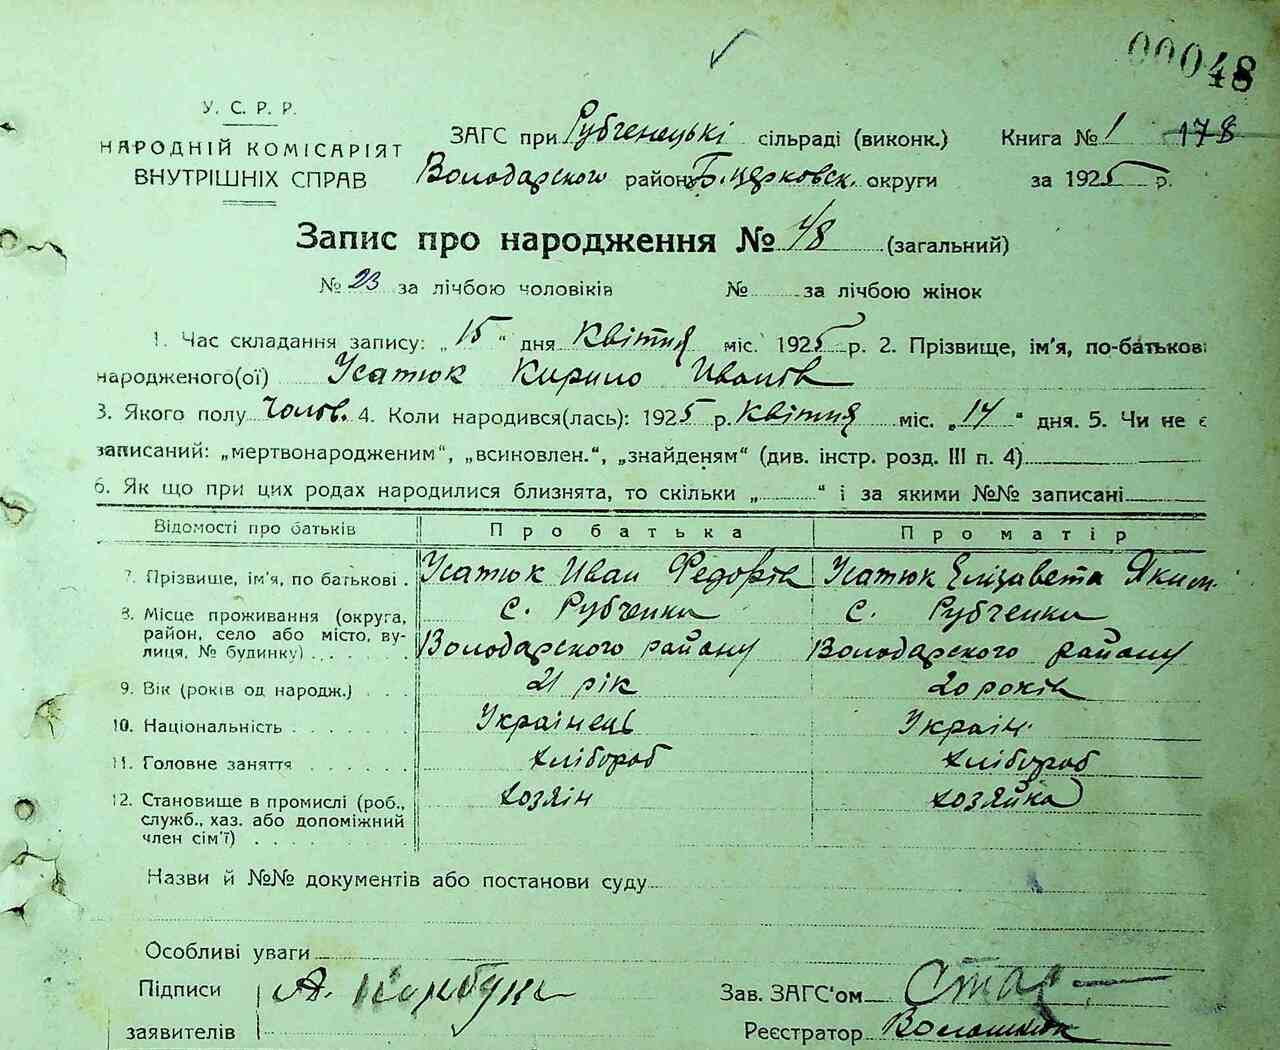 00048
У. С. Р. Р.
НАРОДНІЙ КОМІСАРІЯТ
ВНУТРІШНІХ СПРАВ
ЗАГС при Рубченецькі сільраді (виконк.) Книга № 1 178
Володарского району Б. церковск. округи за 1925 р.
Запис про народження № 48 (загальний)
№ 23 за лічбою чоловіків № за лічбою жінок
1. Час складання запису: „15“ дня Квітня міс. 1925 р. 2. Прізвище, ім'я, по-батькові
народженого(ої) Усатюк Кирило Иванов
3. Якого полу Чолов. 4. Коли народився(лась): 1925 р. Квітня міс. „14“ дня. 5. Чи не є
записаний: „мертвонародженим“, „всиновлен.“, „знайденям“ (див. інстр. розд. III п. 4)
6. Як що при цих родах народилися близнята, то скільки „ “ і за якими №№ записані
Відомості про батьків Про батька Про матір
7. Прізвище, ім'я, по батькові . Усатюк Иван Федорів Усатюк Елізавета Яким.
8. Місце проживання (округа, с. Рубченки с. Рубченки
район, село або місто, ву-
лиця, № будинку) . . . . . Володарского району Володарского району
9. Вік (років од народж.) . . . 21 рік 20 років
10. Національність . . . . . . Українець Украін.
11. Головне заняття . . . . хлібороб хлібороб
12. Становище в промислі (роб., хозяін хозяйка
служб., хаз. або допоміжний
член сім'ї) . . . . . . . .
Назви й №№ документів або постанови суду
Особливі уваги
Підписи А.
заявителів
Зав. ЗАГС'ом
Реєстратор Волошинюк